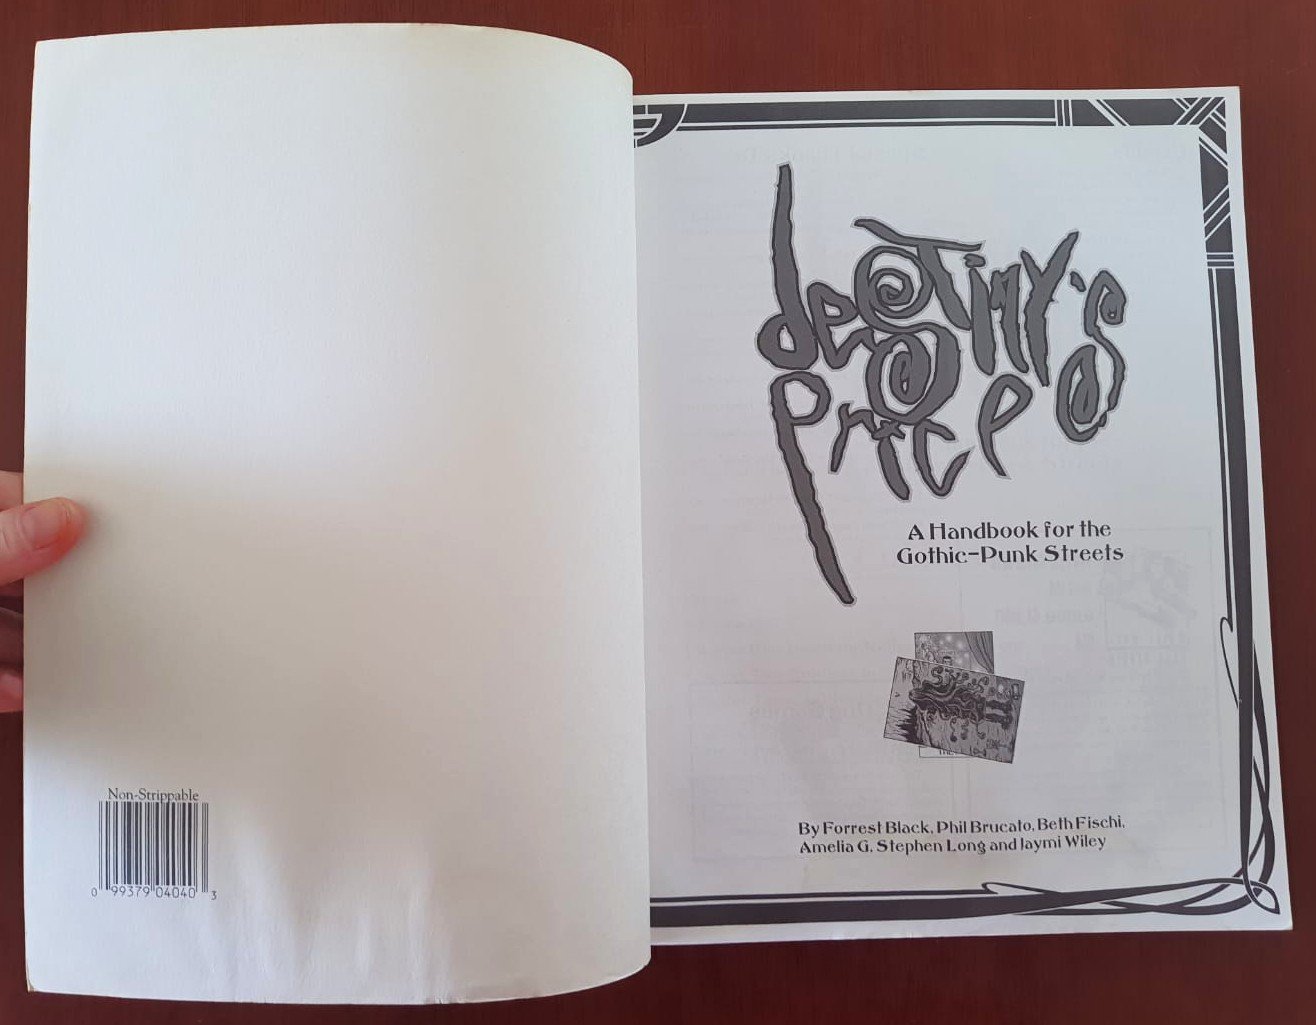 Non-Strippable
0 99379 04040 3
destiny's
price
A Handbook for the
Gothic-Punk Streets
By Forrest Black, Phil Brucato, Beth Fischi,
Amelia G, Stephen Long and Jaymi Wiley